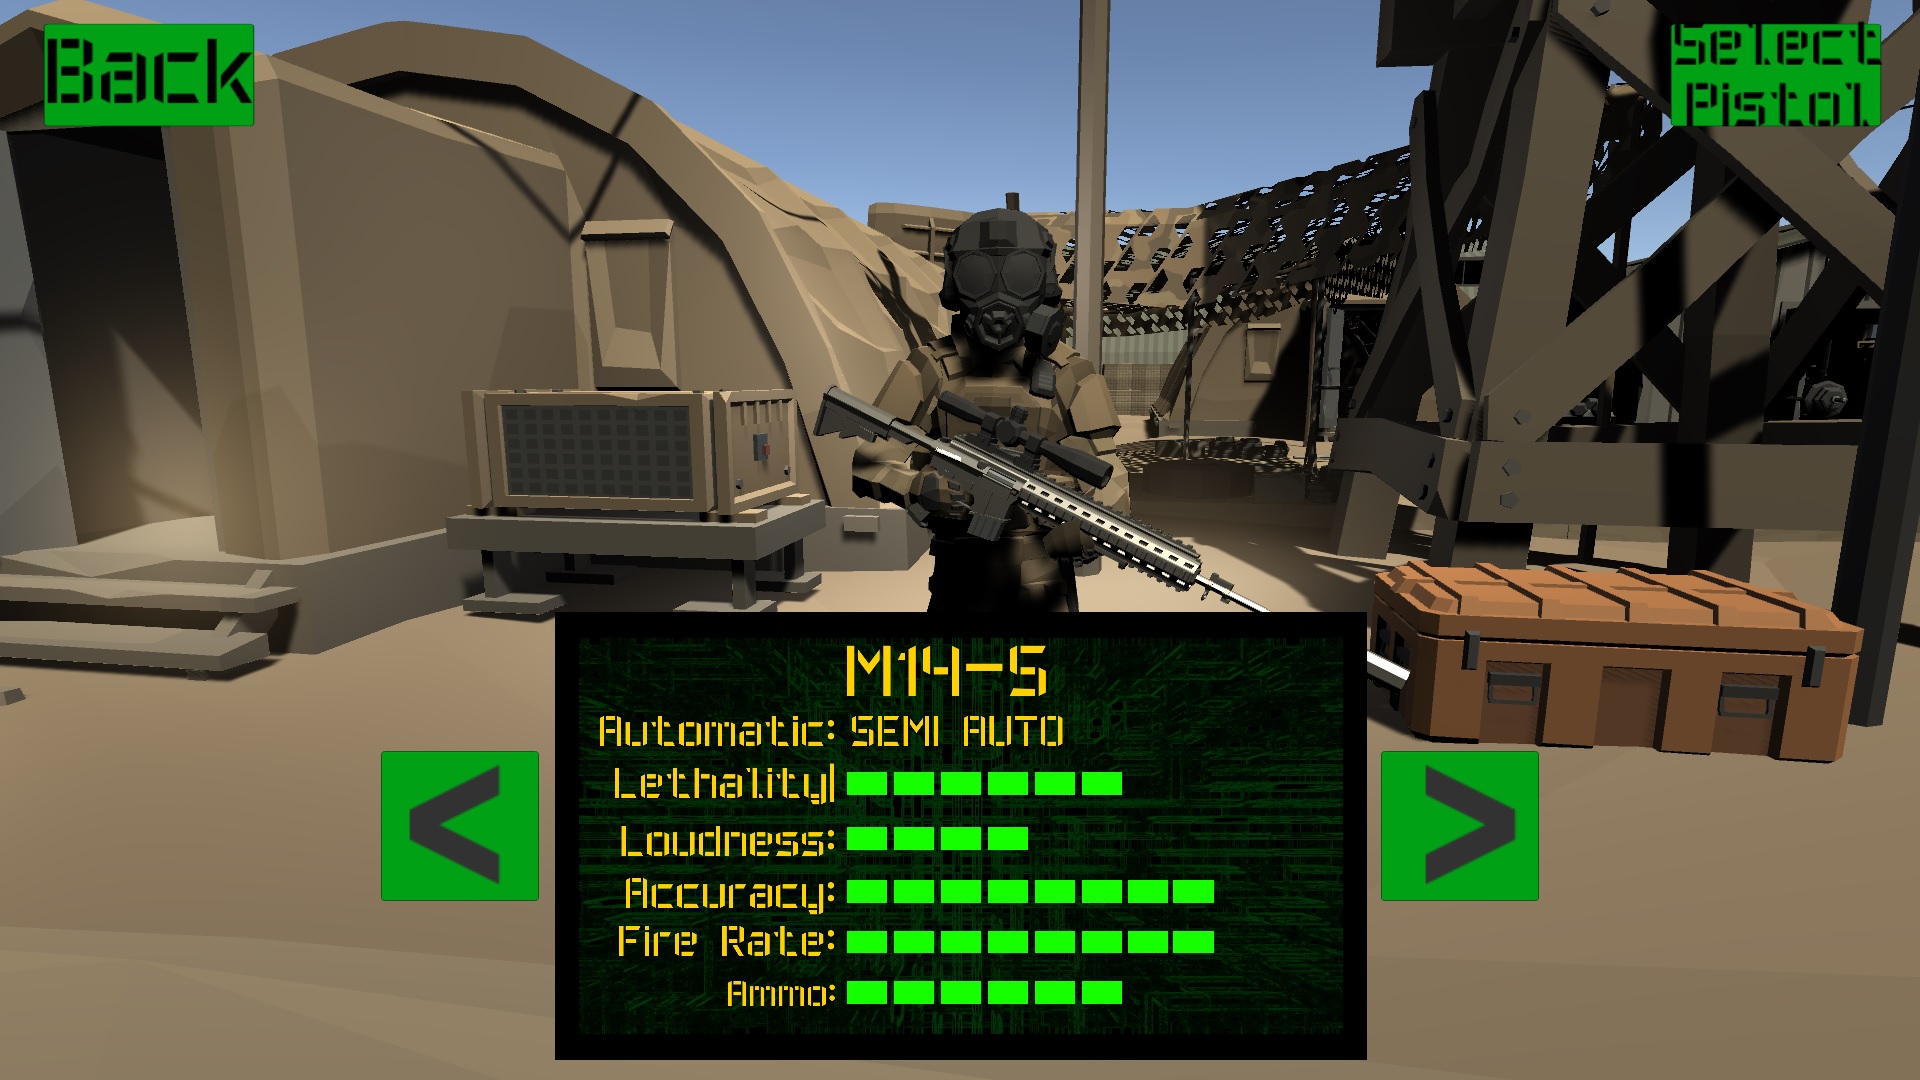 Back
Select
Pistol
M14-S
Automatic: SEMI AUTO
Lethality|
Loudness:
Accuracy:
Fire Rate:
Ammo:
<
>